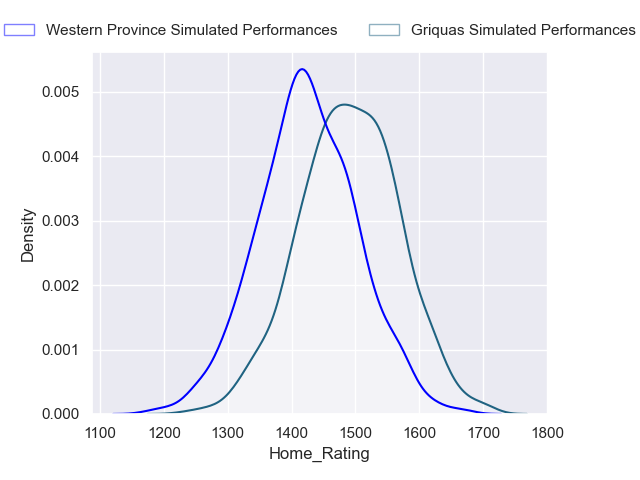 Western Province Simulated Performances Griquas Simulated Performances
0.005
0.004
0.003
0.002
0.001
0.000
Density
1100 1200 1300 1400 1500 1600 1700 1800
Home_Rating